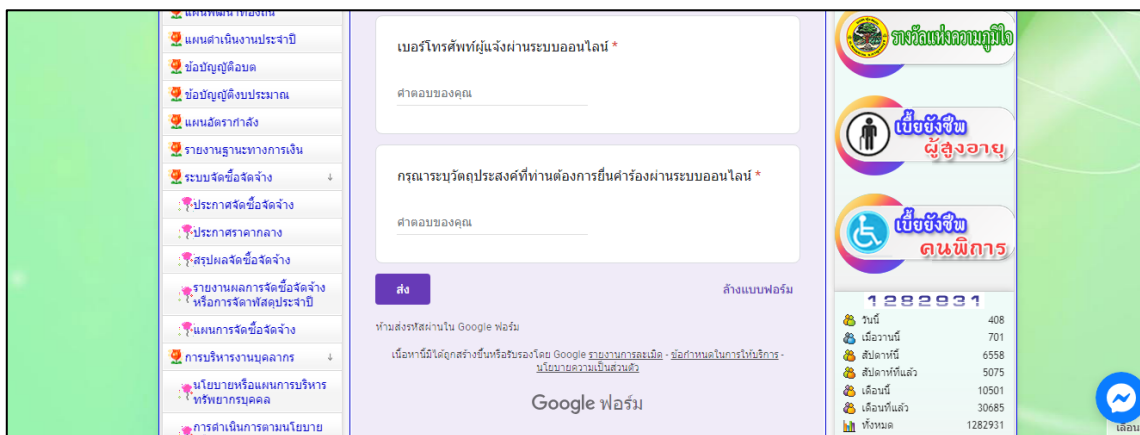 แผนพัฒนาท้องถิ่น
แผนดำเนินงานประจำปี
ข้อบัญญัติอบต
ข้อบัญญัติงบประมาณ
แผนอัตรากำลัง
รายงานฐานะทางการเงิน
ระบบจัดซื้อจัดจ้าง ↓
ประกาศจัดซื้อจัดจ้าง
ประกาศราคากลาง
สรุปผลจัดซื้อจัดจ้าง
รายงานผลการจัดซื้อจัดจ้าง
หรือการจัดหาพัสดุประจำปี
แผนการจัดซื้อจัดจ้าง
การบริหารงานบุคลากร ↓
นโยบายหรือแผนการบริหาร
ทรัพยากรบุคคล
การดำเนินการตามนโยบาย
เบอร์โทรศัพท์ผู้แจ้งผ่านระบบออนไลน์ *
คำตอบของคุณ
กรุณาระบุวัตถุประสงค์ที่ท่านต้องการยื่นคำร้องผ่านระบบออนไลน์ *
คำตอบของคุณ
ส่ง
ล้างแบบฟอร์ม
ห้ามส่งรหัสผ่านใน Google ฟอร์ม
เนื้อหานี้มิได้ถูกสร้างขึ้นหรือรับรองโดย Google รายงานการละเมิด - ข้อกำหนดในการให้บริการ -
นโยบายความเป็นส่วนตัว
Google ฟอร์ม
รางวัลแห่งความภูมิใจ
เบี้ยยังชีพ
ผู้สูงอายุ
เบี้ยยังชีพ
คนพิการ
1282931
วันนี้ 408
เมื่อวานนี้ 701
สัปดาห์นี้ 6558
สัปดาห์ที่แล้ว 5075
เดือนนี้ 10501
เดือนที่แล้ว 30685
ทั้งหมด 1282931